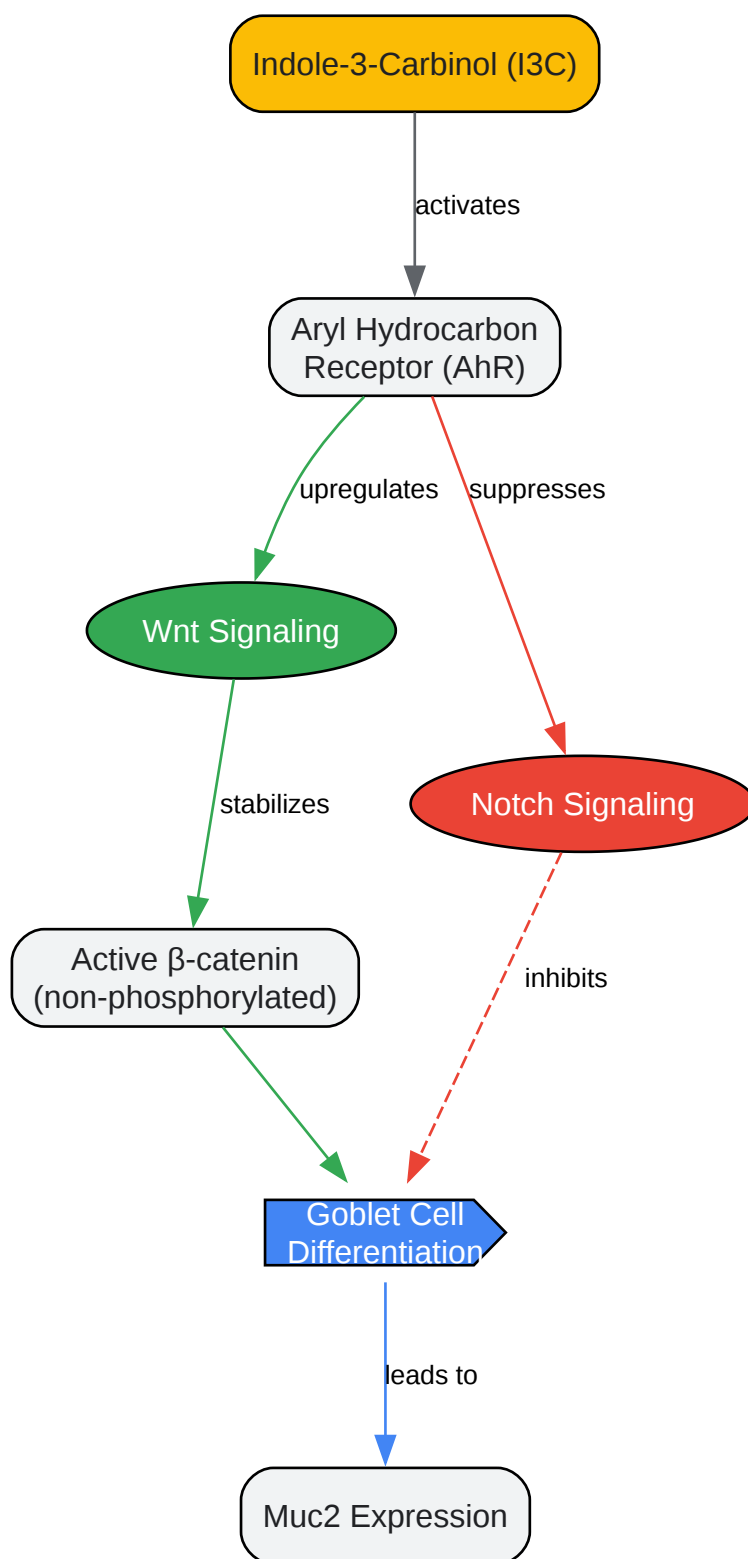 Indole-3-Carbinol (I3C)
activates
Aryl Hydrocarbon
Receptor (AhR)
upregulates
suppresses
Wnt Signaling
stabilizes
Notch Signaling
Active β-catenin
(non-phosphorylated)
inhibits
Goblet Cell
Differentiation
leads to
Muc2 Expression